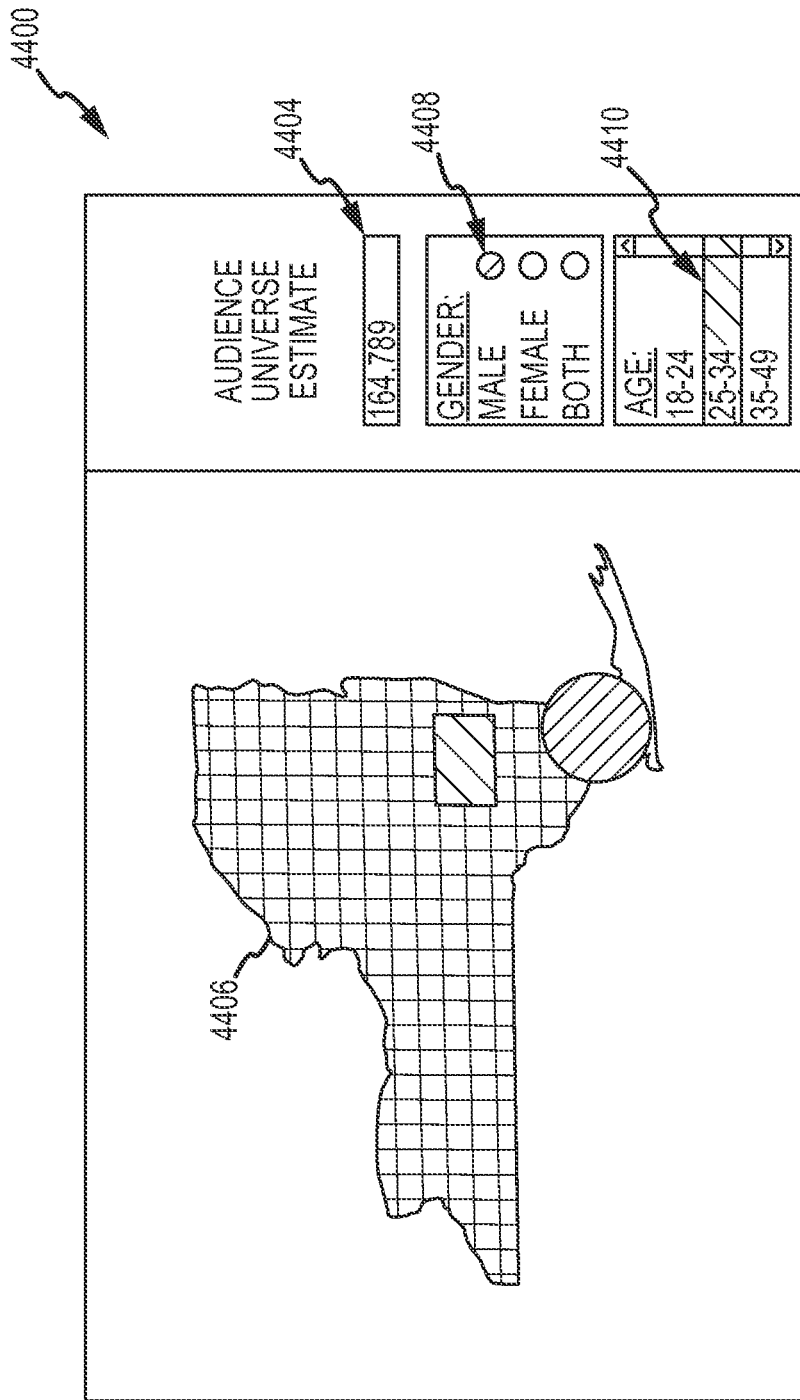 4400
AUDIENCE
UNIVERSE
ESTIMATE
4404
164.789
4408
GENDER:
MALE
FEMALE
BOTH
4410
AGE:
18-24
25-34
35-49
4406